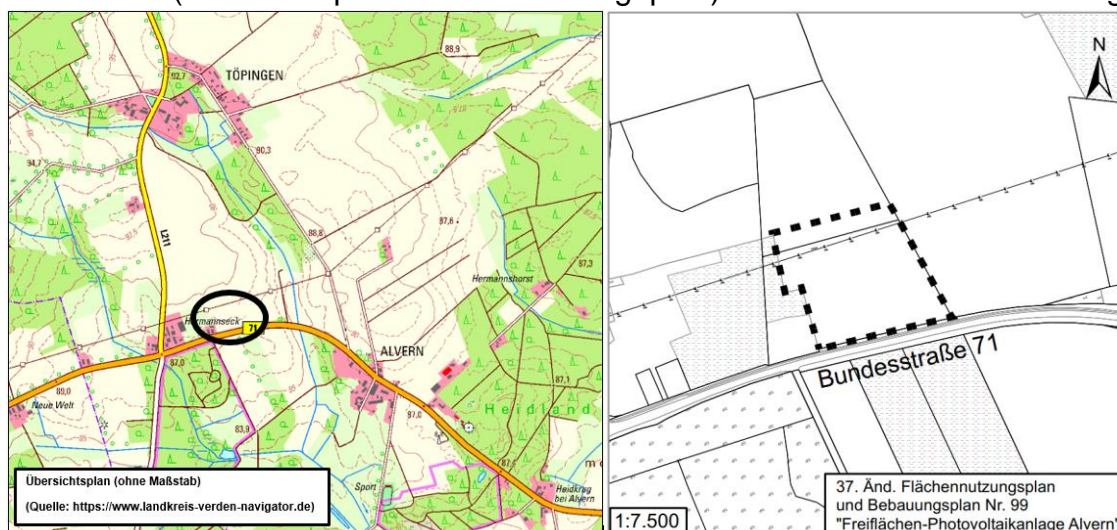 TÖPINGEN
88,9
92,7
90,3
94,7
L211
88,8
87,6
87,3
Hermannshorst
Hermannseck
71
87,0
ALVERN
87,1
89,0
Neue Welt
83,9
87,0
Heidland
Sport
Heidkrug
bei Alvern
Übersichtsplan (ohne Maßstab)
(Quelle: https://www.landkreis-verden-navigator.de)
N
Bundesstraße 71
1:7.500
37. Änd. Flächennutzungsplan
und Bebauungsplan Nr. 99
"Freiflächen-Photovoltaikanlage Alvern